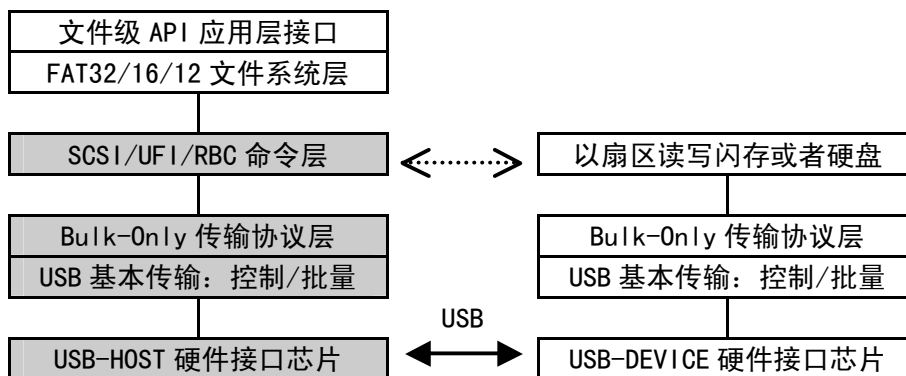 文件级 API 应用层接口
FAT32/16/12 文件系统层
SCSI/UFI/RBC 命令层
以扇区读写闪存或者硬盘
Bulk-Only 传输协议层
Bulk-Only 传输协议层
USB 基本传输：控制/批量
USB 基本传输：控制/批量
USB
USB-HOST 硬件接口芯片
USB-DEVICE 硬件接口芯片